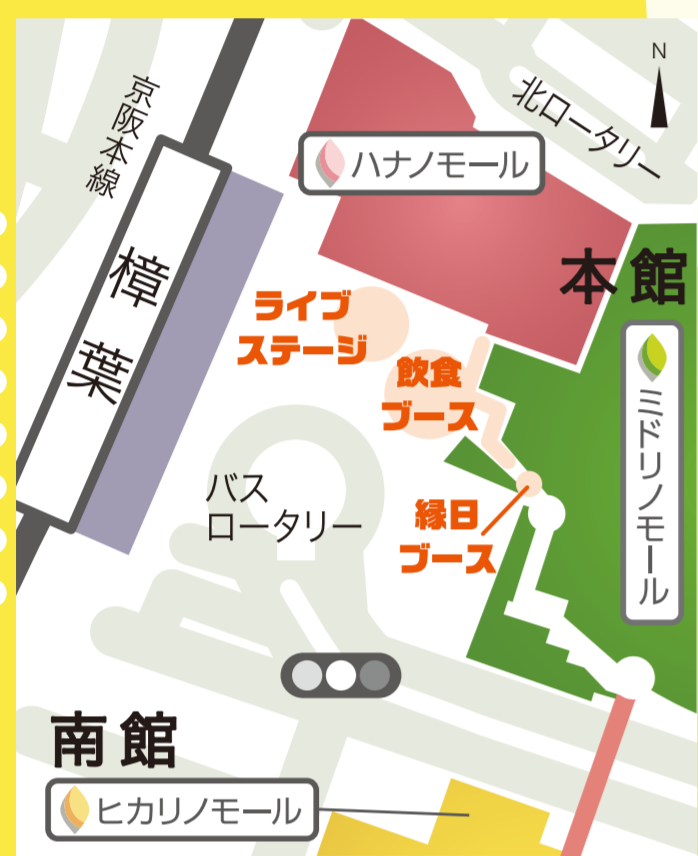 N
北ロータリー
京阪本線
ハナノモール
本館
樟葉
ライブ
ステージ
飲食
ブース
ミドリノモール
バス
ロータリー
縁日
ブース
南館
ヒカリノモール